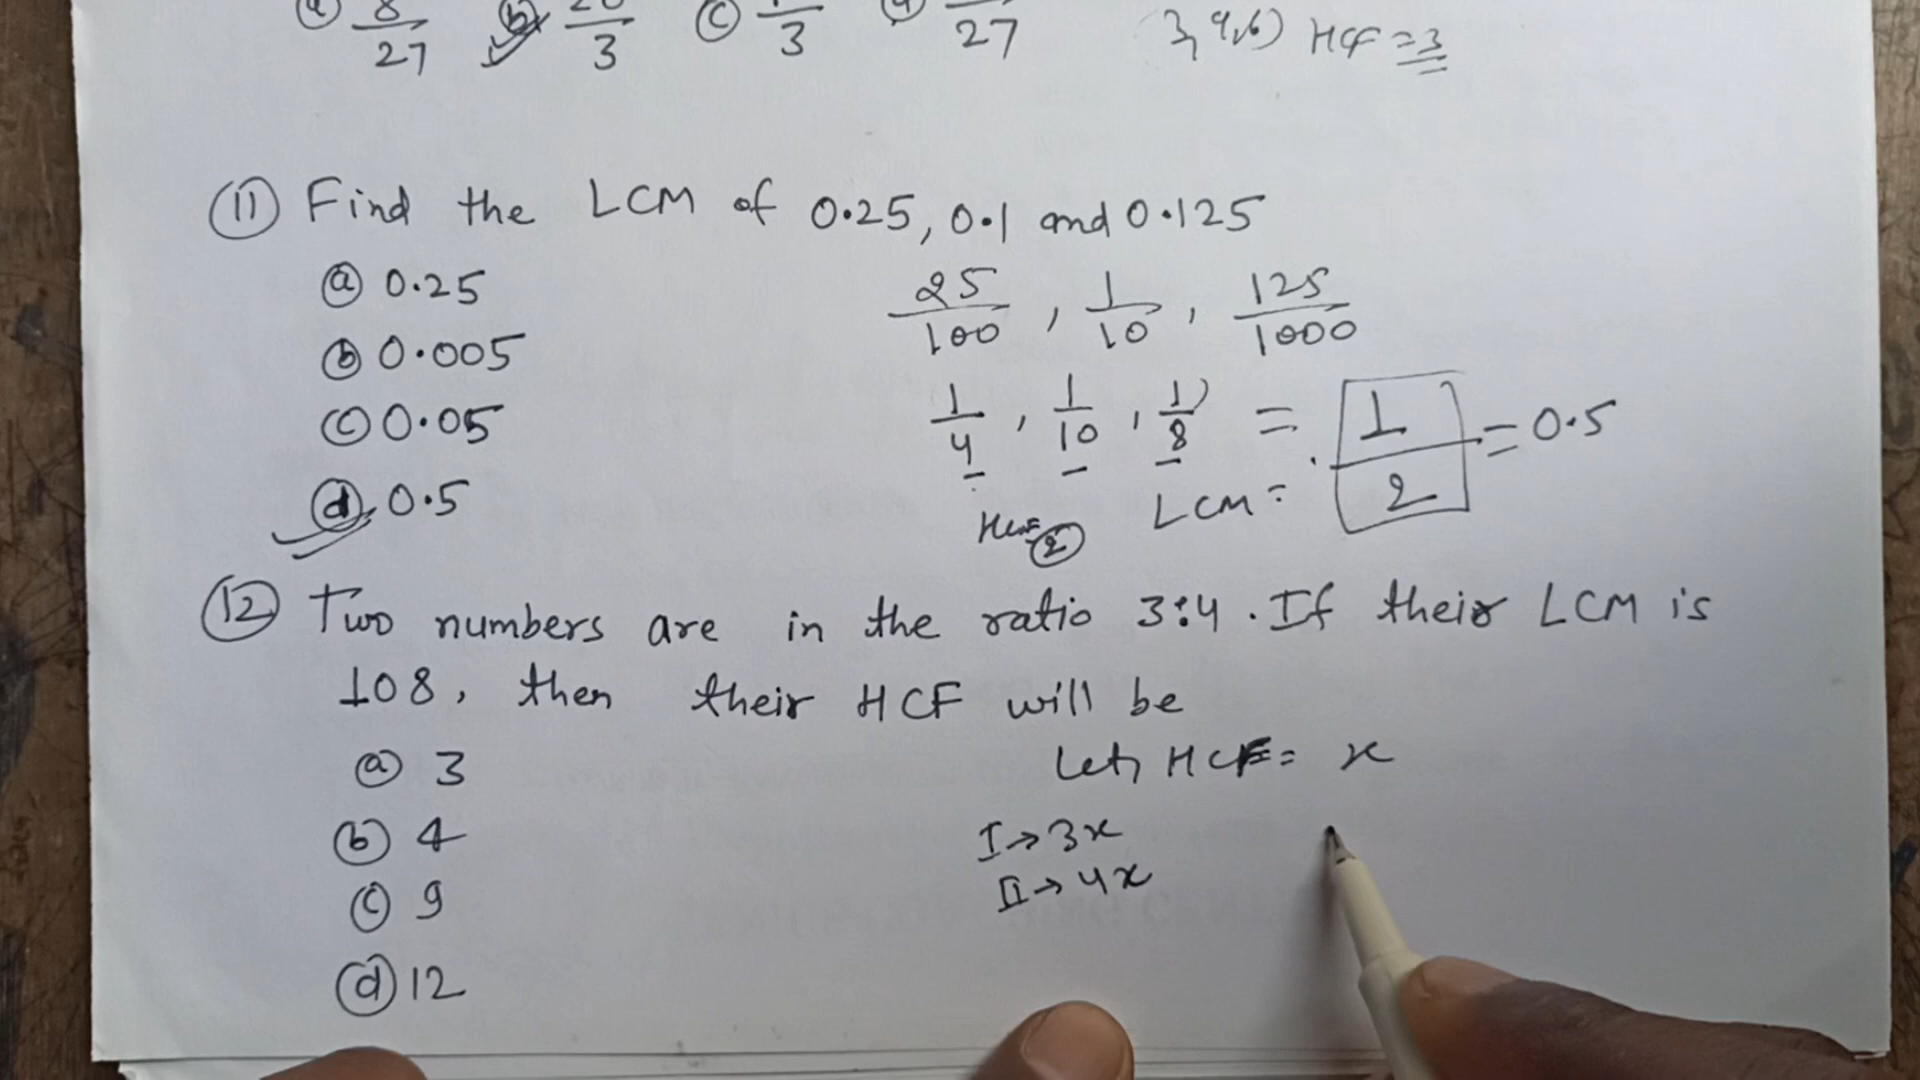 8/27 (b) /3 (c) /3 /27 HCF = 3
(11) Find the LCM of 0.25, 0.1 and 0.125
(a) 0.25
25/100, 1/10, 125/1000
(b) 0.005
(c) 0.05
1/4, 1/10, 1/8 = 1/2 = 0.5
(d) 0.5
HCF 2 LCM =
(12) Two numbers are in the ratio 3:4. If their LCM is
108, then their HCF will be
(a) 3
Let, HCF = x
(b) 4
I → 3x
II → 4x
(c) 9
(d) 12